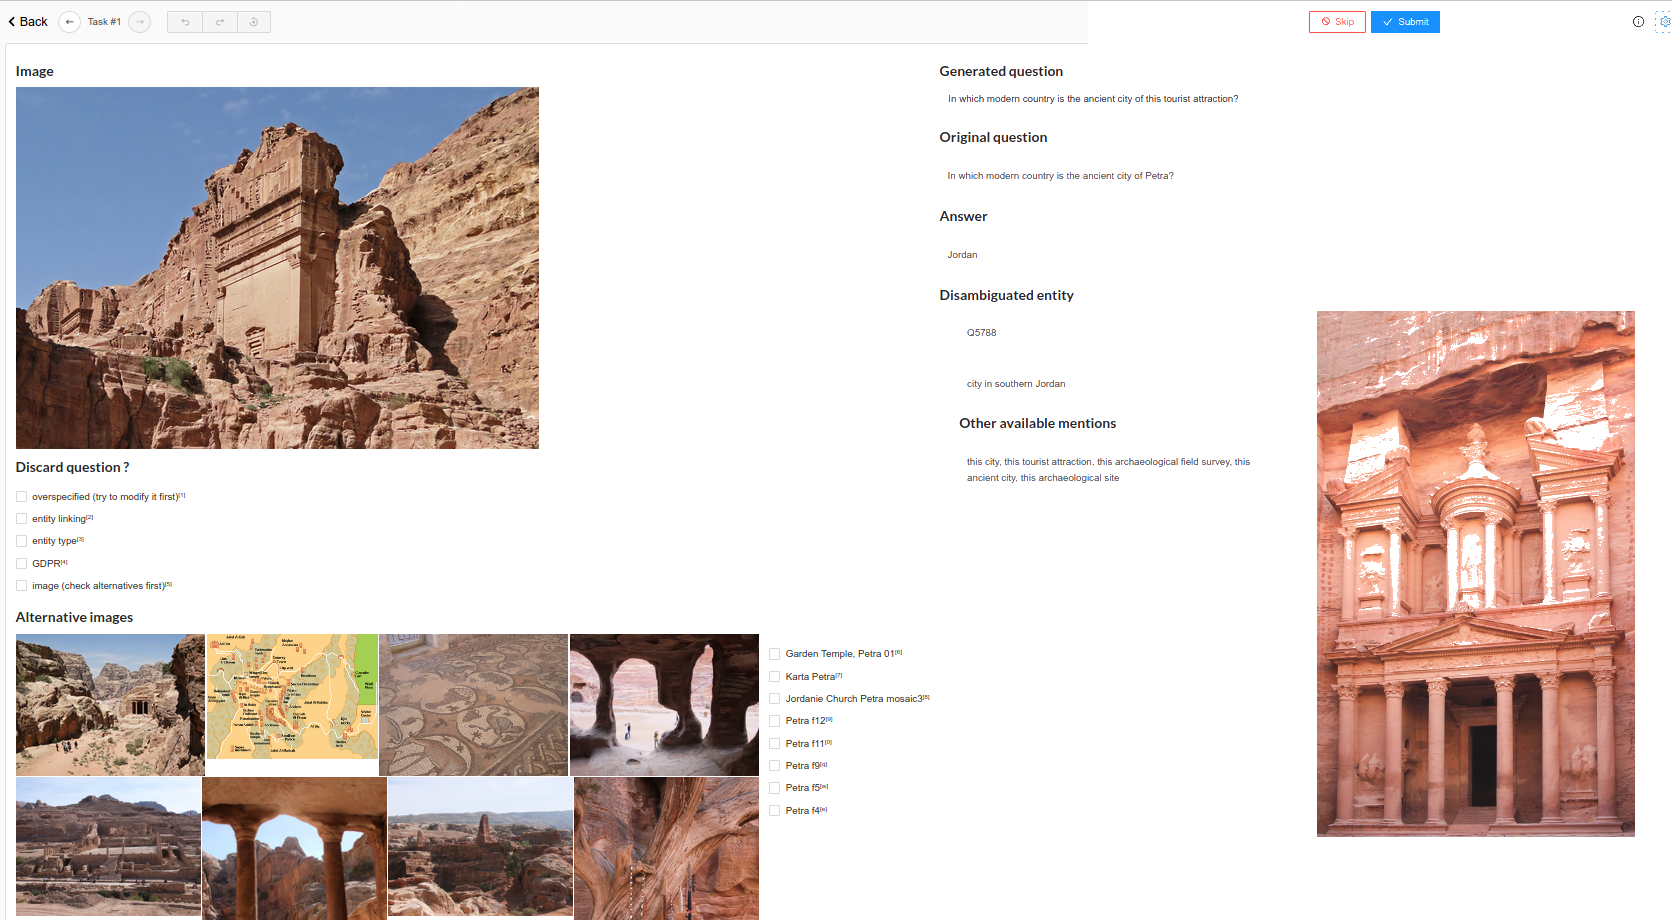 Back
Task #1
Skip
Submit
Image
Discard question ?
overspecified (try to modify it first)[1]
entity linking[2]
entity type[3]
GDPR[4]
image (check alternatives first)[5]
Alternative images
Garden Temple, Petra 01[6]
Karta Petra[7]
Jordanie Church Petra mosaic3[8]
Petra f12[9]
Petra f11[0]
Petra f9[q]
Petra f5[w]
Petra f4[e]
Generated question
In which modern country is the ancient city of this tourist attraction?
Original question
In which modern country is the ancient city of Petra?
Answer
Jordan
Disambiguated entity
Q5788
city in southern Jordan
Other available mentions
this city, this tourist attraction, this archaeological field survey, this
ancient city, this archaeological site